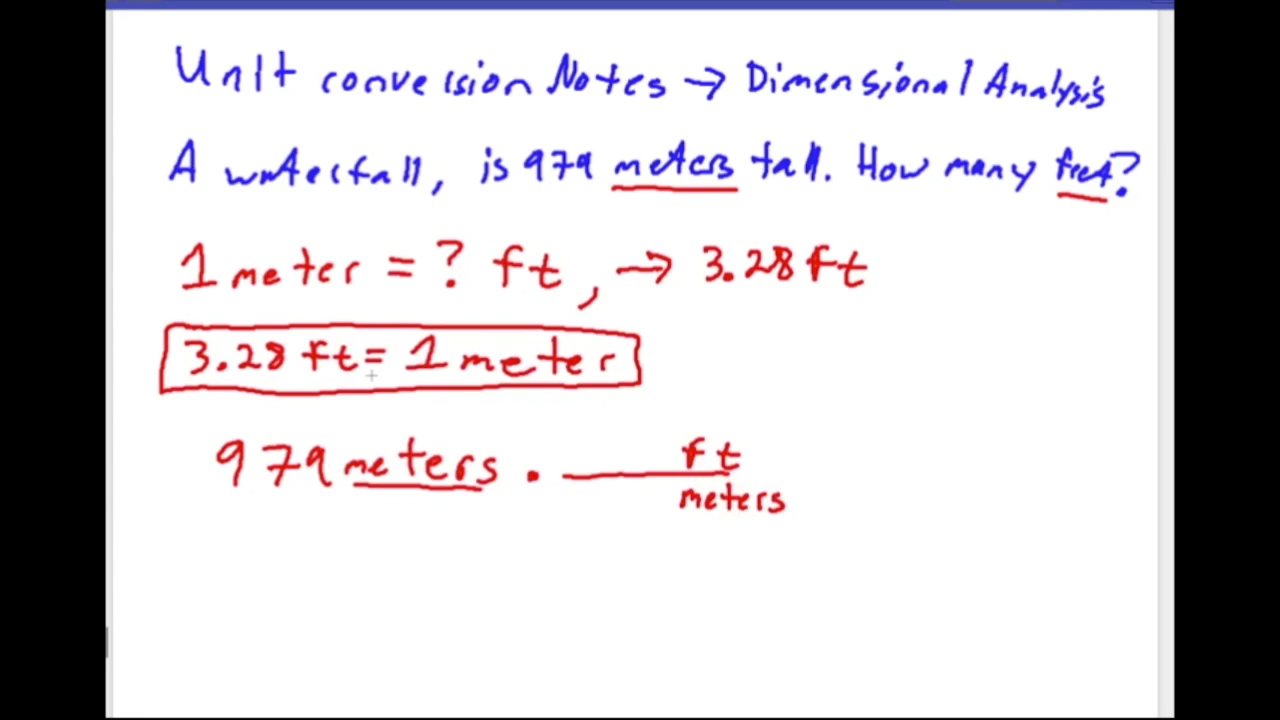 Unit conversion Notes → Dimensional Analysis
A waterfall, is 979 meters tall. How many feet?
1 meter = ? ft, → 3.28 ft
3.28 ft = 1 meter
979 meters · ft
meters